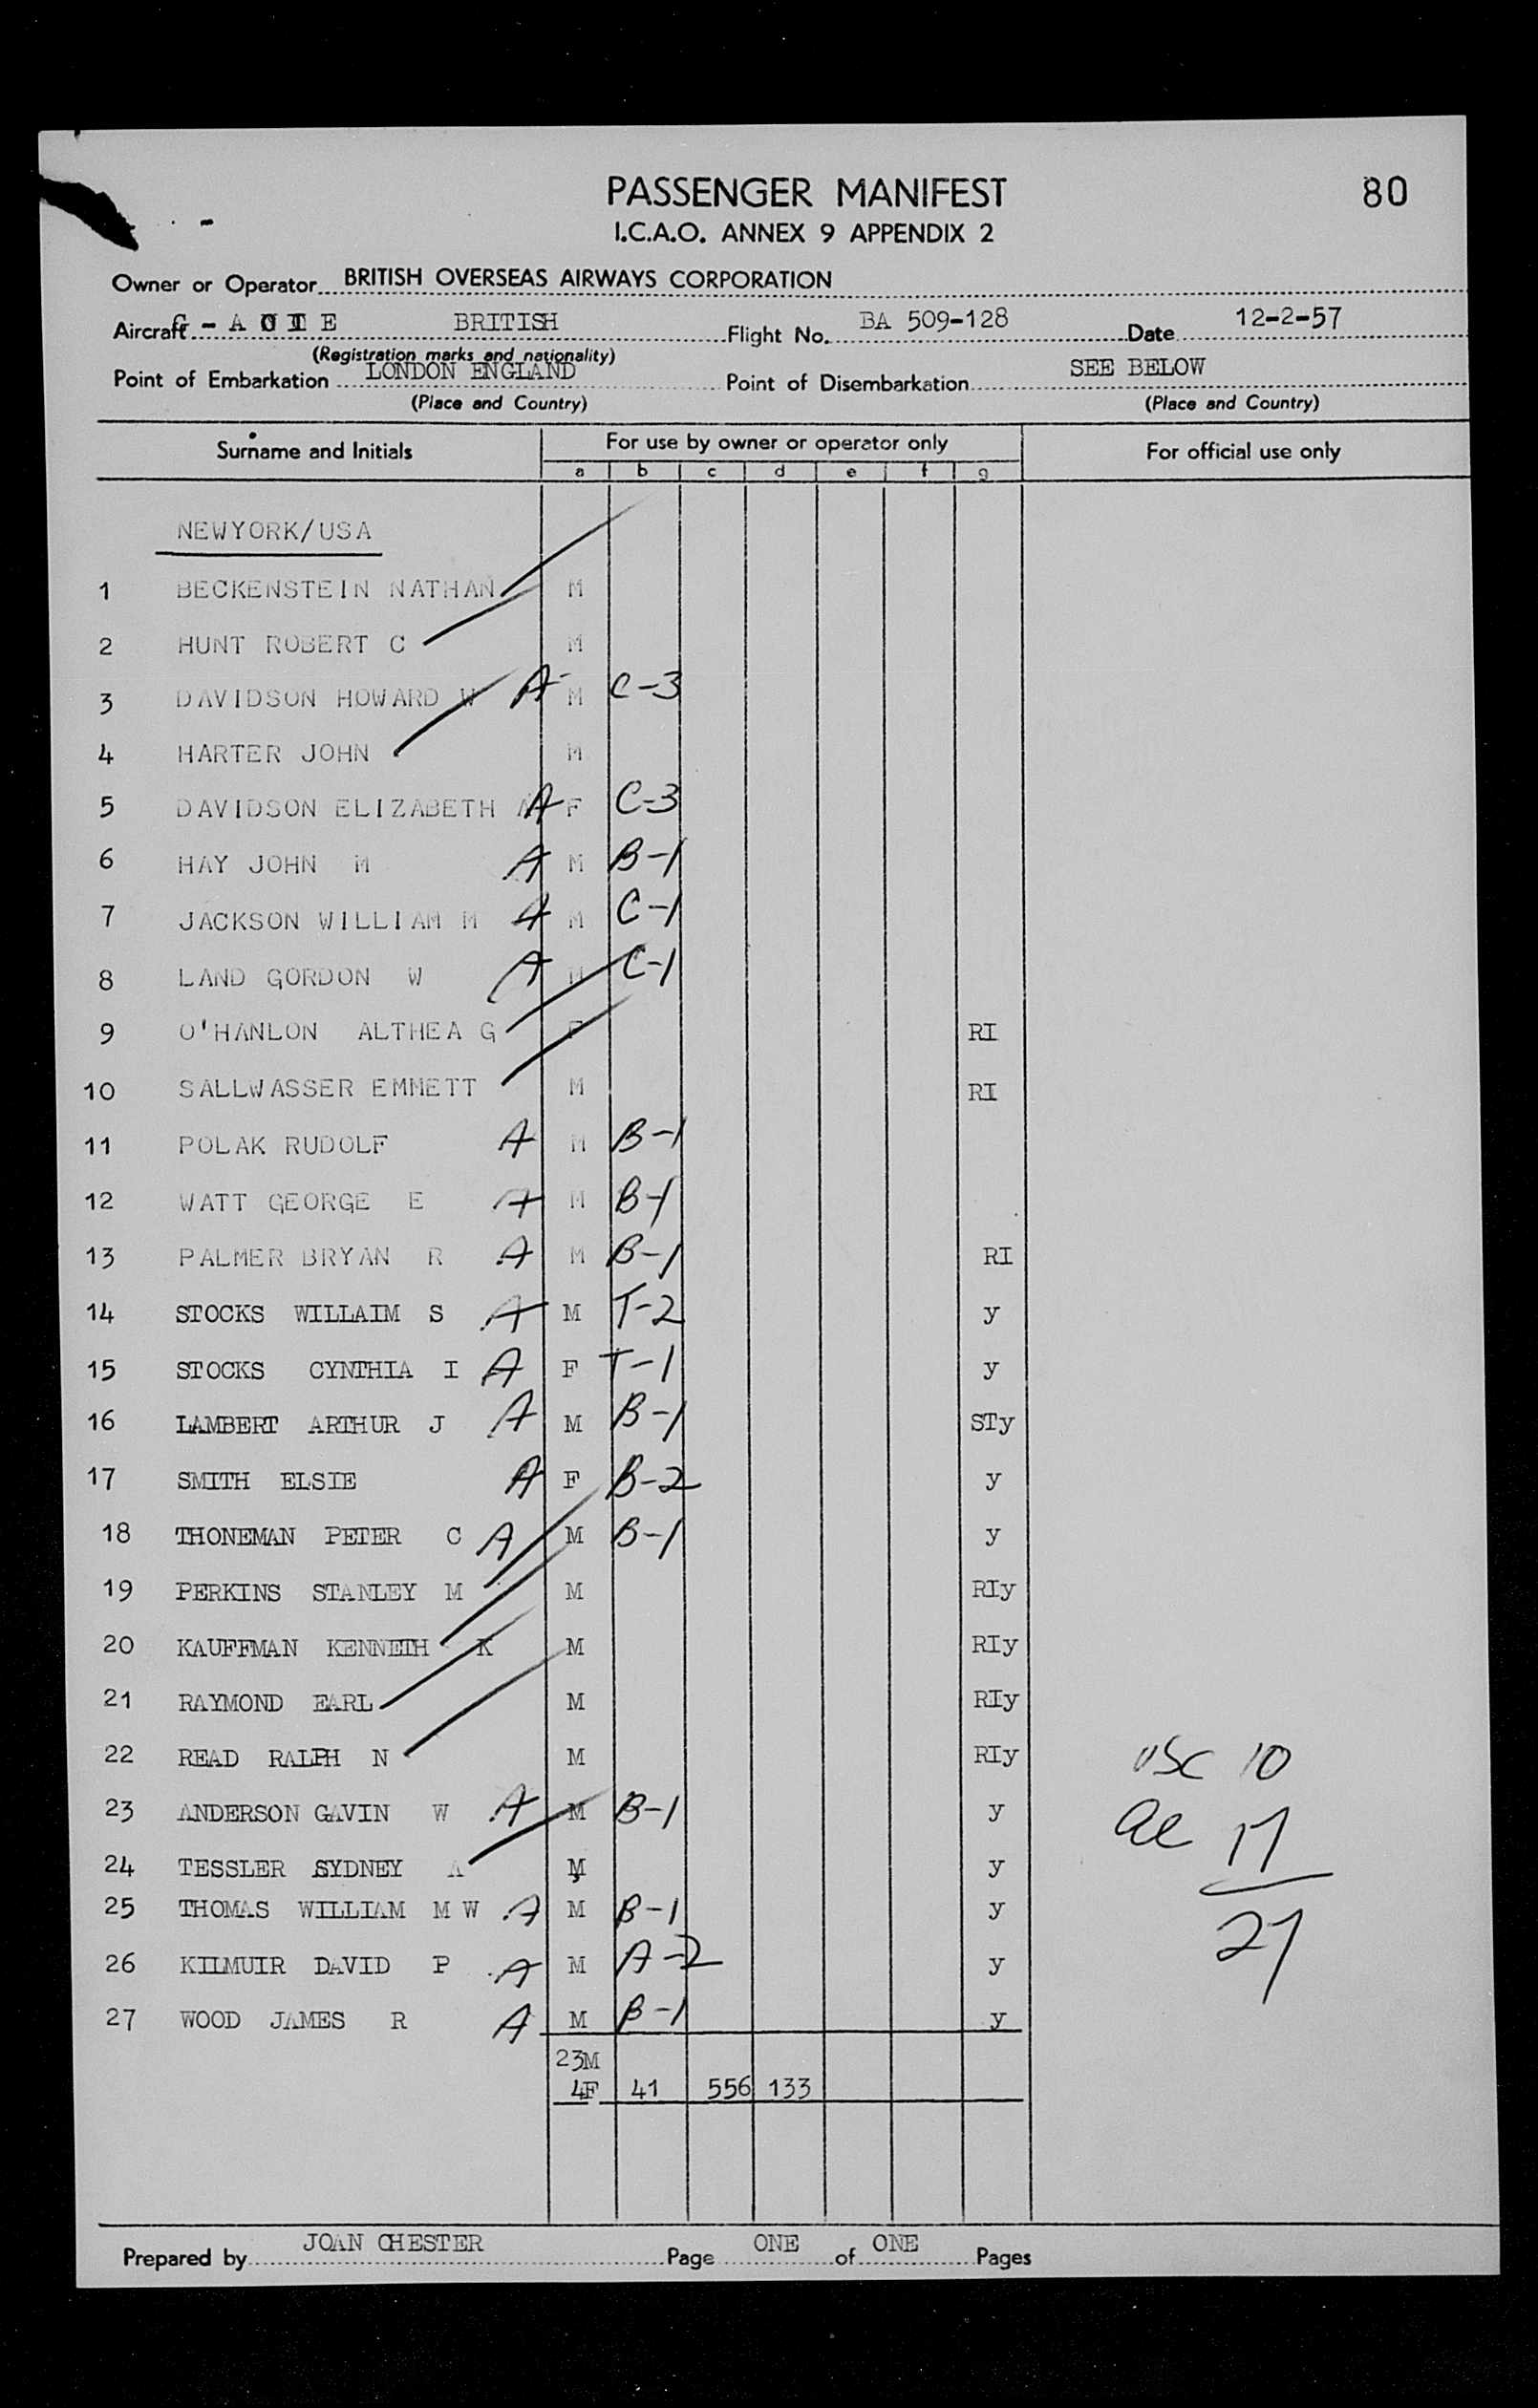 PASSENGER MANIFEST 80
I.C.A.O. ANNEX 9 APPENDIX 2
Owner or Operator BRITISH OVERSEAS AIRWAYS CORPORATION
Aircraft BRITISH Flight No. BA 509-128 Date 12-2-57
(Registration marks and nationality)
Point of Embarkation LONDON ENGLAND Point of Disembarkation SEE BELOW
(Place and Country) (Place and Country)
Surname and Initials For use by owner or operator only For official use only
a b c d e f g
NEWYORK/USA
1 BECKENSTEIN NATHAN M
2 HUNT ROBERT C M
3 DAVIDSON HOWARD W A M C-3
4 HARTER JOHN M
5 DAVIDSON ELIZABETH A F C-3
6 HAY JOHN M A M B-1
7 JACKSON WILLIAM M A M C-1
8 LAND GORDON W A M C-1
9 O'HANLON ALTHEA G F RI
10 SALLWASSER EMMETT M RI
11 POLAK RUDOLF A M B-1
12 WATT GEORGE E A M B-1
13 PALMER BRYAN R A M B-1 RI
14 STOCKS WILLAIM S A M T-2 y
15 STOCKS CYNTHIA I A F T-1 y
16 LAMBERT ARTHUR J A M B-1 STy
17 SMITH ELSIE A F B-2 y
18 THONEMAN PETER C A M B-1 y
19 PERKINS STANLEY M M RIy
20 KAUFFMAN KENNETH K M RIy
21 RAYMOND EARL M RIy
22 READ RALPH N M RIy
USC 10
23 ANDERSON GAVIN W A M B-1 y
ae 17
24 TESSLER SYDNEY A M y
25 THOMAS WILLIAM M W A M B-1 y
27
26 KILMUIR DAVID P A M A-2 y
27 WOOD JAMES R A M B-1 y
23M
4F 41 556 133
Prepared by JOAN CHESTER Page ONE of ONE Pages